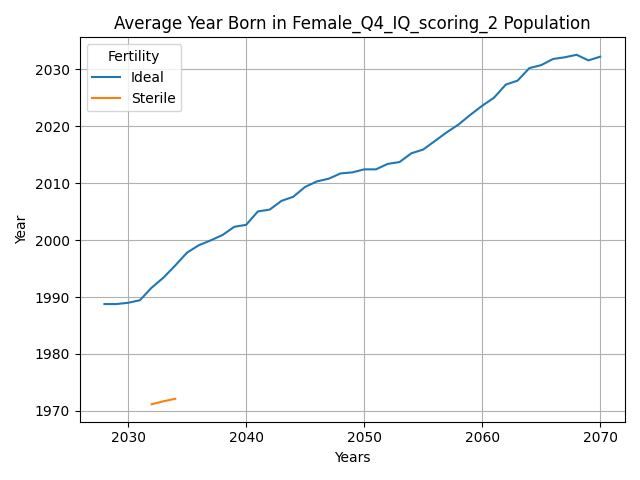 Average Year Born in Female_Q4_IQ_scoring_2 Population
Fertility
Ideal
Sterile
Year
2030
2020
2010
2000
1990
1980
1970
2030 2040 2050 2060 2070
Years